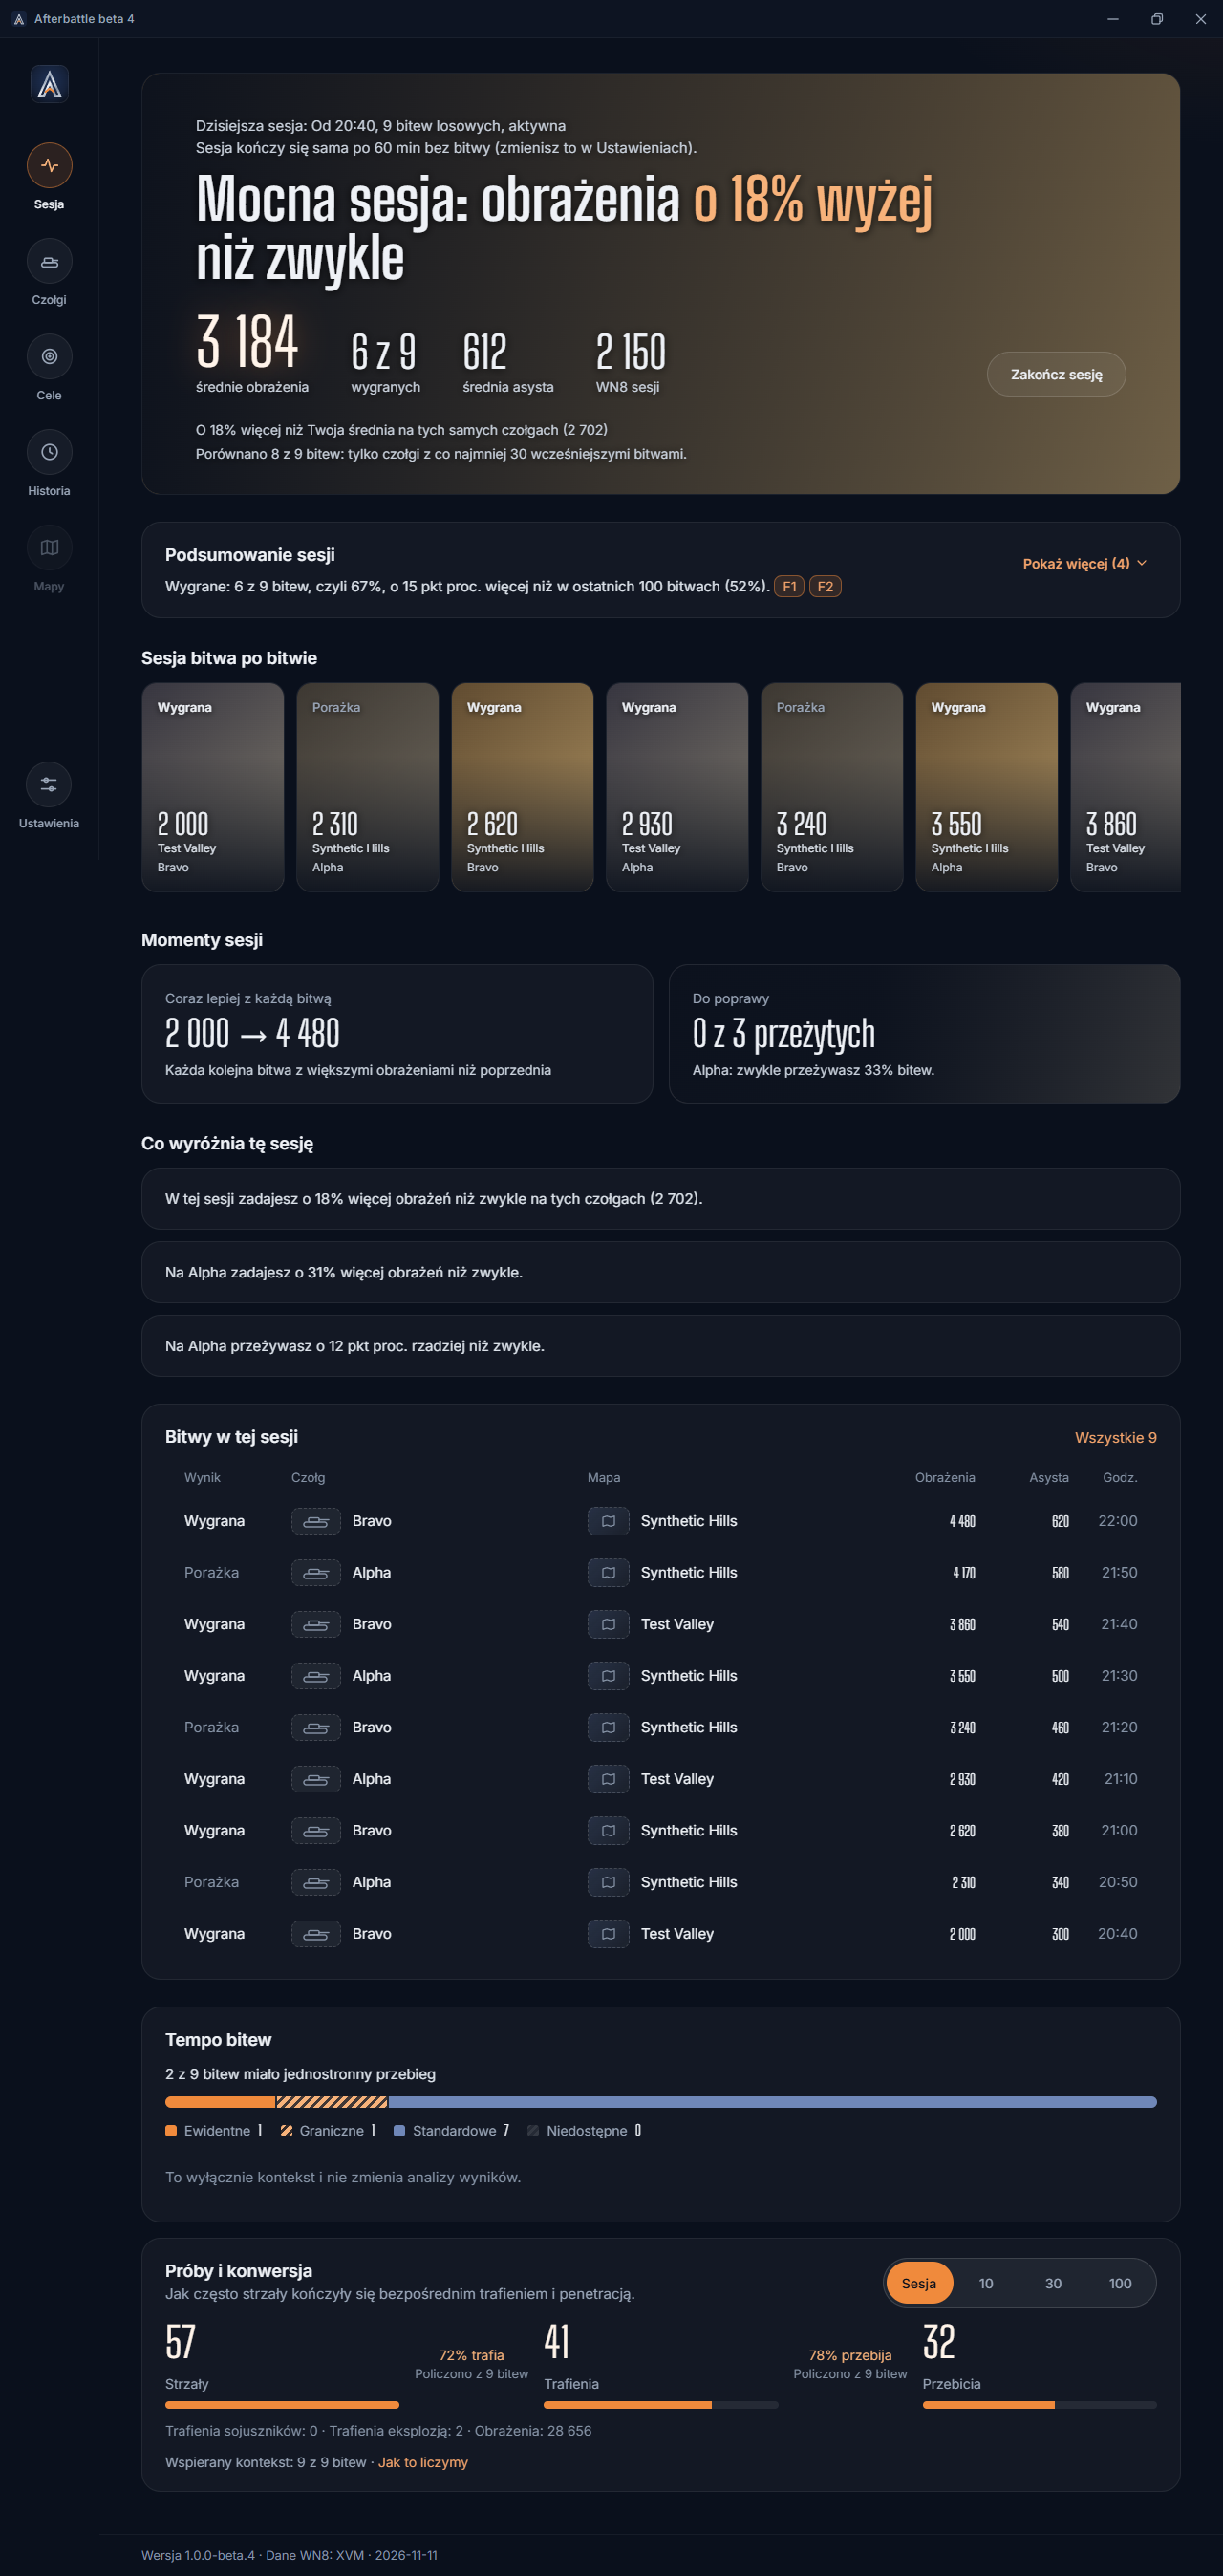 Afterbattle beta 4
Sesja
Czołgi
Cele
Historia
Mapy
Ustawienia
Dzisiejsza sesja: Od 20:40, 9 bitew losowych, aktywna
Sesja kończy się sama po 60 min bez bitwy (zmienisz to w Ustawieniach).
Mocna sesja: obrażenia o 18% wyżej
niż zwykle
3 184 6 z 9 612 2 150
średnie obrażenia wygranych średnia asysta WN8 sesji
Zakończ sesję
O 18% więcej niż Twoja średnia na tych samych czołgach (2 702)
Porównano 8 z 9 bitew: tylko czołgi z co najmniej 30 wcześniejszymi bitwami.
Podsumowanie sesji
Pokaż więcej (4)
Wygrane: 6 z 9 bitew, czyli 67%, o 15 pkt proc. więcej niż w ostatnich 100 bitwach (52%). F1 F2
Sesja bitwa po bitwie
Wygrana Porażka Wygrana Wygrana Porażka Wygrana Wygrana
2 000 2 310 2 620 2 930 3 240 3 550 3 860
Test Valley Synthetic Hills Synthetic Hills Test Valley Synthetic Hills Synthetic Hills Test Valley
Bravo Alpha Bravo Alpha Bravo Alpha Bravo
Momenty sesji
Coraz lepiej z każdą bitwą
2 000 → 4 480
Każda kolejna bitwa z większymi obrażeniami niż poprzednia
Do poprawy
0 z 3 przeżytych
Alpha: zwykle przeżywasz 33% bitew.
Co wyróżnia tę sesję
W tej sesji zadajesz o 18% więcej obrażeń niż zwykle na tych czołgach (2 702).
Na Alpha zadajesz o 31% więcej obrażeń niż zwykle.
Na Alpha przeżywasz o 12 pkt proc. rzadziej niż zwykle.
Bitwy w tej sesji
Wszystkie 9
Wynik Czołg Mapa Obrażenia Asysta Godz.
Wygrana Bravo Synthetic Hills 4 480 620 22:00
Porażka Alpha Synthetic Hills 4 170 580 21:50
Wygrana Bravo Test Valley 3 860 540 21:40
Wygrana Alpha Synthetic Hills 3 550 500 21:30
Porażka Bravo Synthetic Hills 3 240 460 21:20
Wygrana Alpha Test Valley 2 930 420 21:10
Wygrana Bravo Synthetic Hills 2 620 380 21:00
Porażka Alpha Synthetic Hills 2 310 340 20:50
Wygrana Bravo Test Valley 2 000 300 20:40
Tempo bitew
2 z 9 bitew miało jednostronny przebieg
Ewidentne 1 Graniczne 1 Standardowe 7 Niedostępne 0
To wyłącznie kontekst i nie zmienia analizy wyników.
Próby i konwersja
Jak często strzały kończyły się bezpośrednim trafieniem i penetracją.
Sesja 10 30 100
57 72% trafia 41 78% przebija 32
Policzono z 9 bitew Policzono z 9 bitew
Strzały Trafienia Przebicia
Trafienia sojuszników: 0 · Trafienia eksplozją: 2 · Obrażenia: 28 656
Wspierany kontekst: 9 z 9 bitew · Jak to liczymy
Wersja 1.0.0-beta.4 · Dane WN8: XVM · 2026-11-11